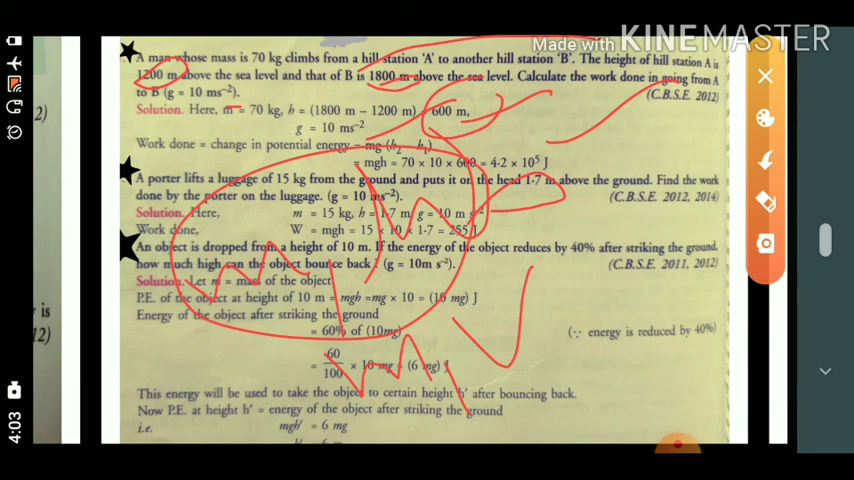 Made with KINEMASTER
A man whose mass is 70 kg climbs from a hill station 'A' to another hill station 'B'. The height of hill station A is
1200 m above the sea level and that of B is 1800 m above the sea level. Calculate the work done in going from A
to B (g = 10 ms⁻²). (C.B.S.E. 2012)
Solution. Here, m = 70 kg, h = (1800 m − 1200 m) 600 m,
g = 10 ms⁻²
Work done = change in potential energy = mg (h₂ − h₁)
= mgh = 70 × 10 × 600 = 4·2 × 10⁵ J
A porter lifts a luggage of 15 kg from the ground and puts it on the head 1·7 m above the ground. Find the work
done by the porter on the luggage. (g = 10 ms⁻²). (C.B.S.E. 2012, 2014)
Solution. Here, m = 15 kg, h = 1·7 m, g = 10 m s⁻²
Work done, W = mgh = 15 × 10 × 1·7 = 255 J
An object is dropped from a height of 10 m. If the energy of the object reduces by 40% after striking the ground,
how much high can the object bounce back ? (g = 10m s⁻²). (C.B.S.E. 2011, 2012)
Solution. Let m = mass of the object
P.E. of the object at height of 10 m = mgh = mg × 10 = (10 mg) J
Energy of the object after striking the ground
= 60% of (10mg) (∵ energy is reduced by 40%)
= 60/100 × 10 mg = (6 mg) J
This energy will be used to take the object to certain height h′ after bouncing back.
Now P.E. at height h′ = energy of the object after striking the ground
i.e. mgh′ = 6 mg
2)
is
12)
4:03